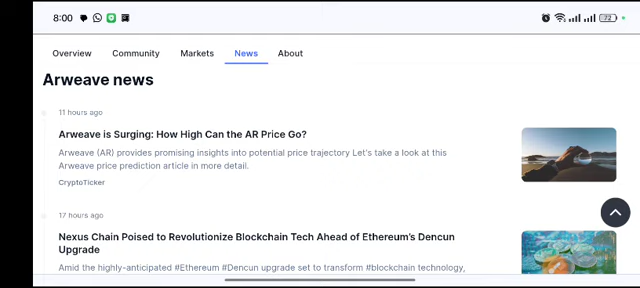 8:00
72
Overview Community Markets News About
Arweave news
11 hours ago
Arweave is Surging: How High Can the AR Price Go?
Arweave (AR) provides promising insights into potential price trajectory Let's take a look at this
Arweave price prediction article in more detail.
CryptoTicker
17 hours ago
Nexus Chain Poised to Revolutionize Blockchain Tech Ahead of Ethereum's Dencun
Upgrade
Amid the highly-anticipated #Ethereum #Dencun upgrade set to transform #blockchain technology,